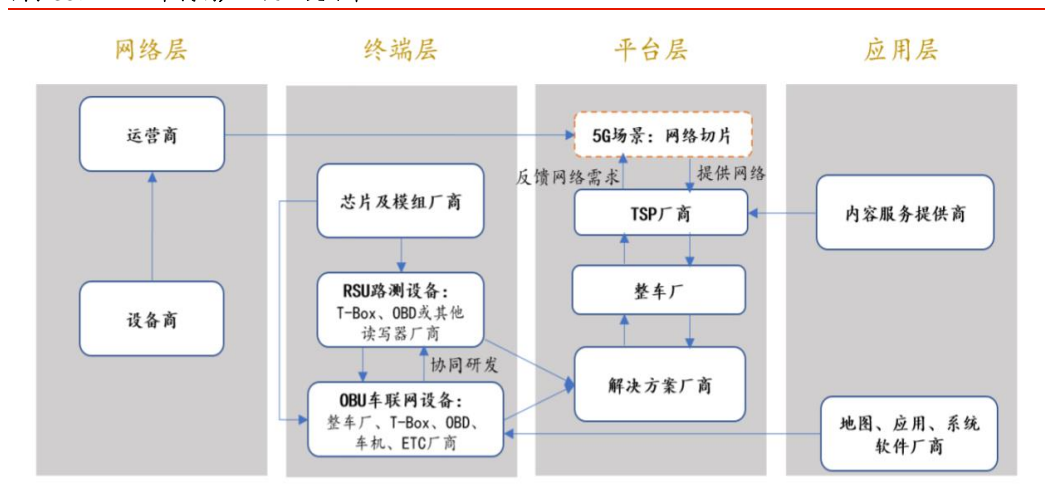 网络层
终端层
平台层
应用层
运营商
设备商
芯片及模组厂商
RSU路测设备:
T-Box、OBD或其他
读写器厂商
协同研发
OBU车联网设备:
整车厂、T-Box、OBD、
车机、ETC厂商
5G场景: 网络切片
反馈网络需求
提供网络
TSP厂商
整车厂
解决方案厂商
内容服务提供商
地图、应用、系统
软件厂商